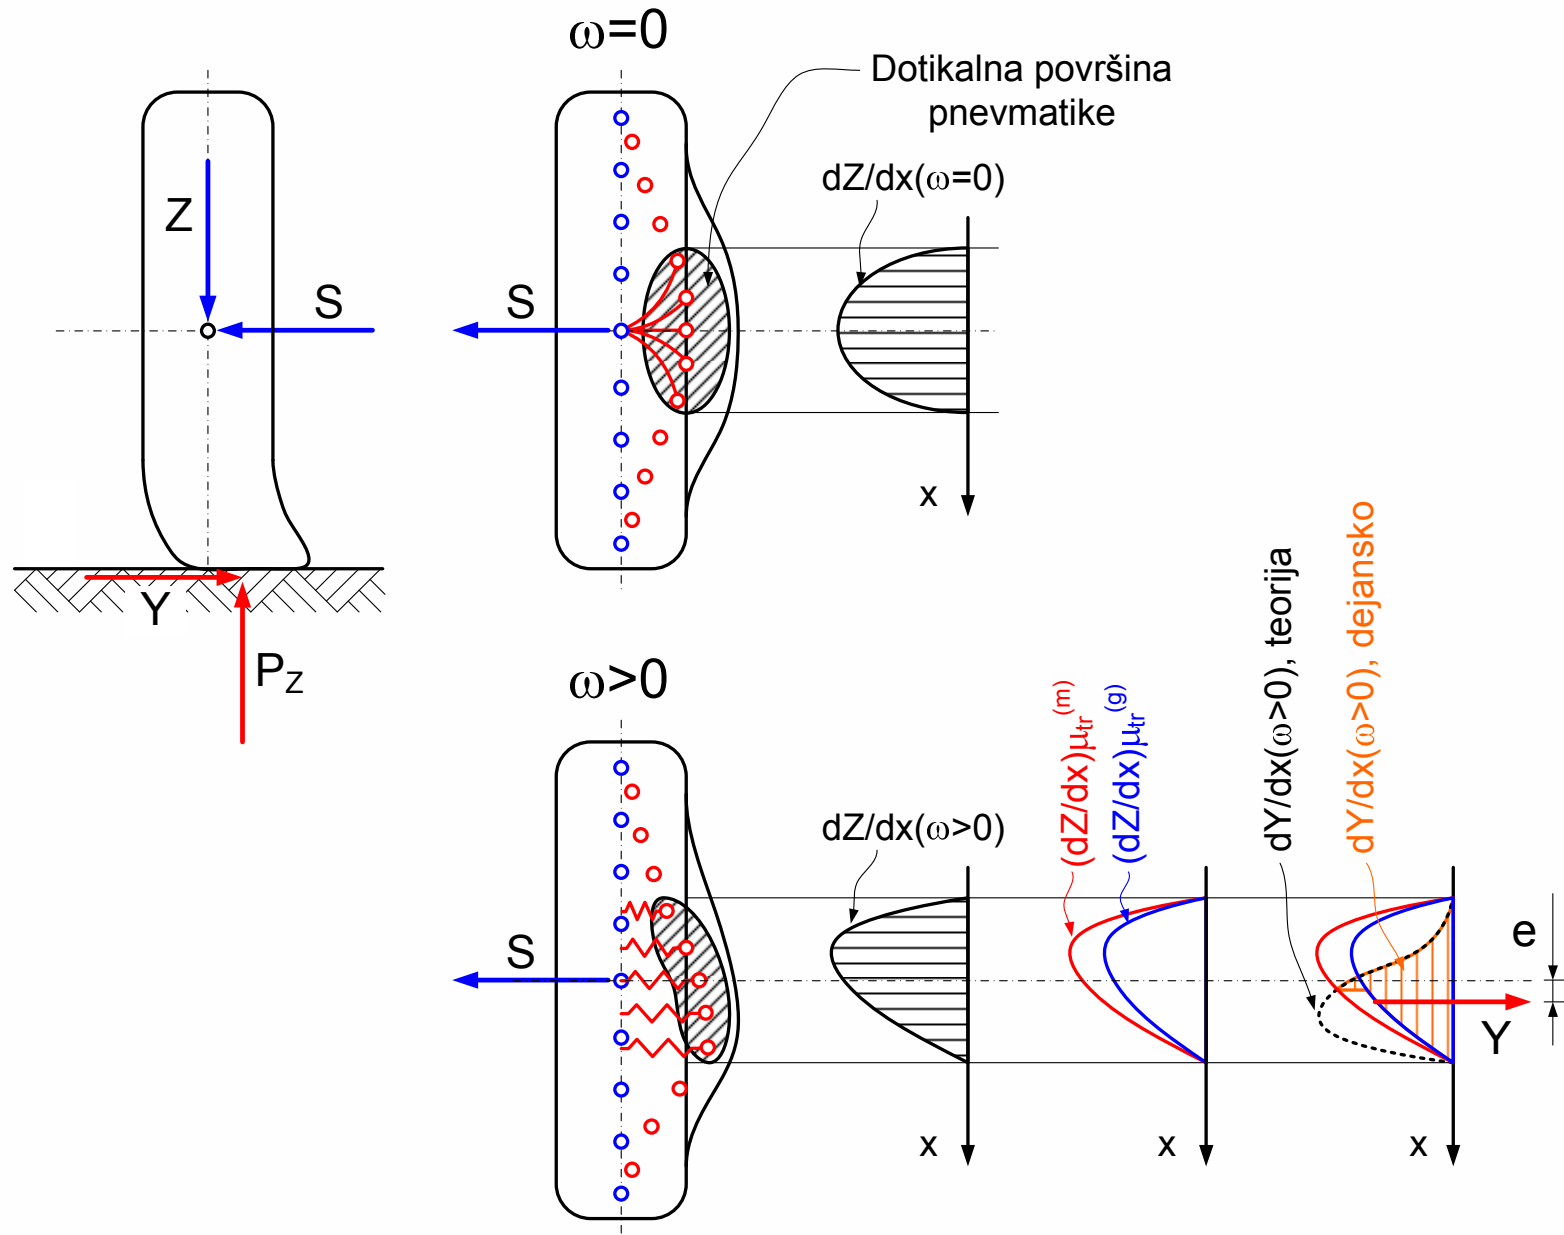 ω=0
Dotikalna površina
pnevmatike
dZ/dx(ω=0)
Z
S
S
x
Y
P_Z
ω>0
dZ/dx(ω>0)
(dZ/dx)μ_tr^(m)
(dZ/dx)μ_tr^(g)
dY/dx(ω>0), teorija
dY/dx(ω>0), dejansko
S
e
Y
x
x
x